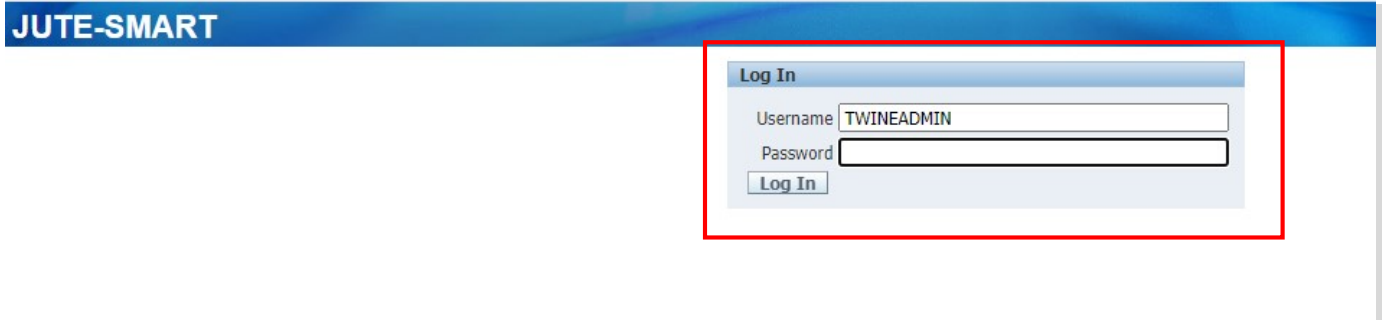 JUTE-SMART
Log In
Username TWINEADMIN
Password
Log In